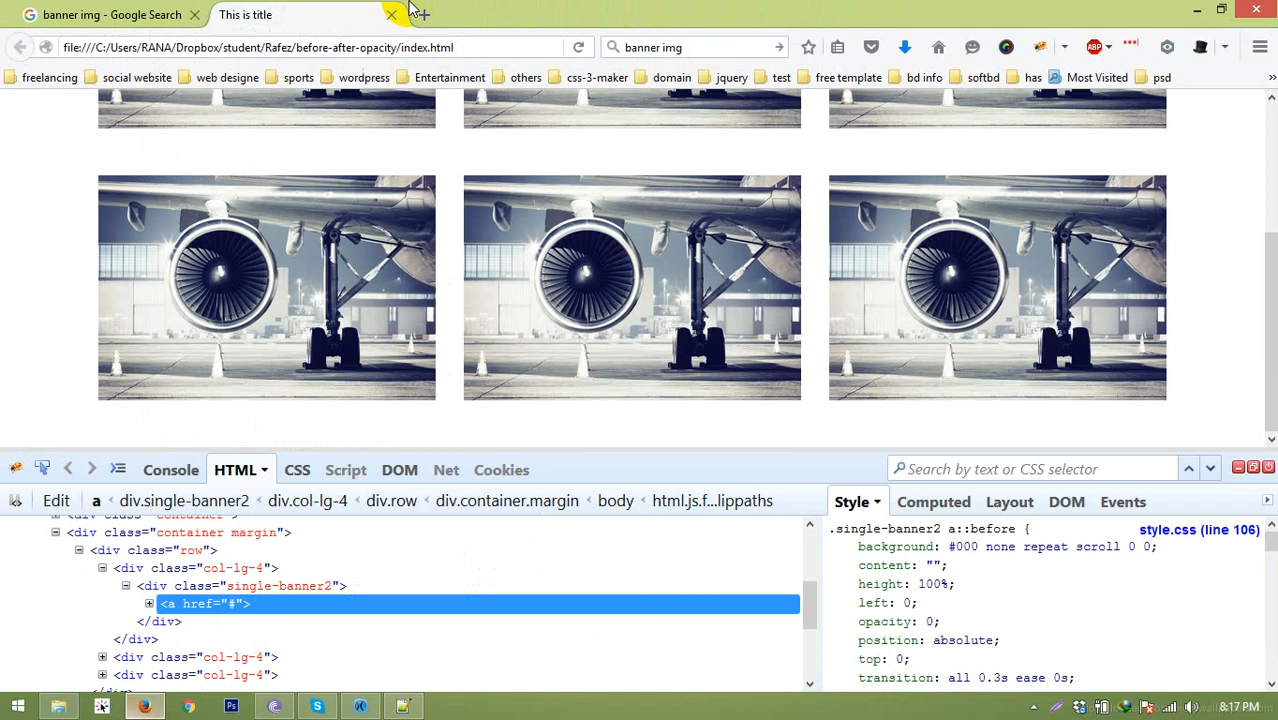 banner img - Google Search
This is title
file:///C:/Users/RANA/Dropbox/student/Rafez/before-after-opacity/index.html
banner img
ABP
freelancing social website web designe sports wordpress Entertainment others css-3-maker domain jquery test free template bd info softbd has Most Visited psd »
Console HTML CSS Script DOM Net Cookies
Search by text or CSS selector
Edit a div.single-banner2 div.col-lg-4 div.row div.container.margin body html.js.f...lippaths
Style Computed Layout DOM Events
<div class="container">
<div class="container margin">
<div class="row">
<div class="col-lg-4">
<div class="single-banner2">
<a href="#">
</div>
</div>
<div class="col-lg-4">
<div class="col-lg-4">
</div>
.single-banner2 a::before { style.css (line 106)
background: #000 none repeat scroll 0 0;
content: "";
height: 100%;
left: 0;
opacity: 0;
position: absolute;
top: 0;
transition: all 0.3s ease 0s;
Ps
8:17 PM